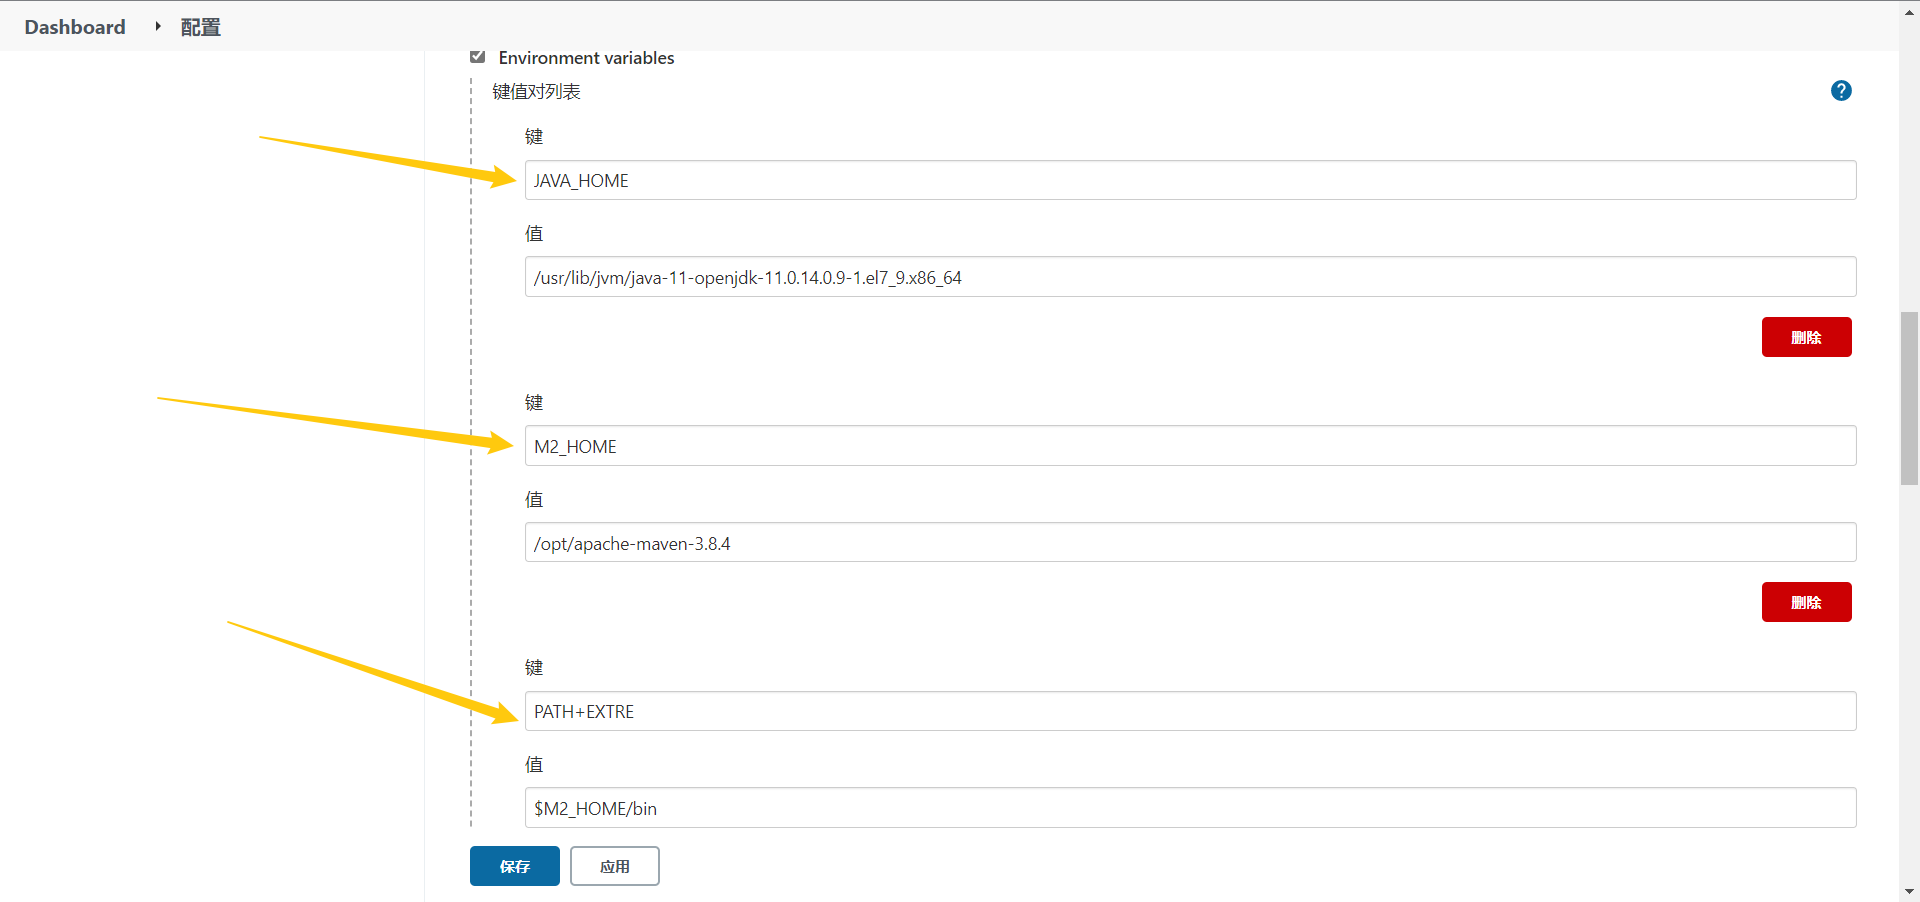 Dashboard 配置
Environment variables
键值对列表
?
键
JAVA_HOME
值
/usr/lib/jvm/java-11-openjdk-11.0.14.0.9-1.el7_9.x86_64
删除
键
M2_HOME
值
/opt/apache-maven-3.8.4
删除
键
PATH+EXTRE
值
$M2_HOME/bin
保存 应用